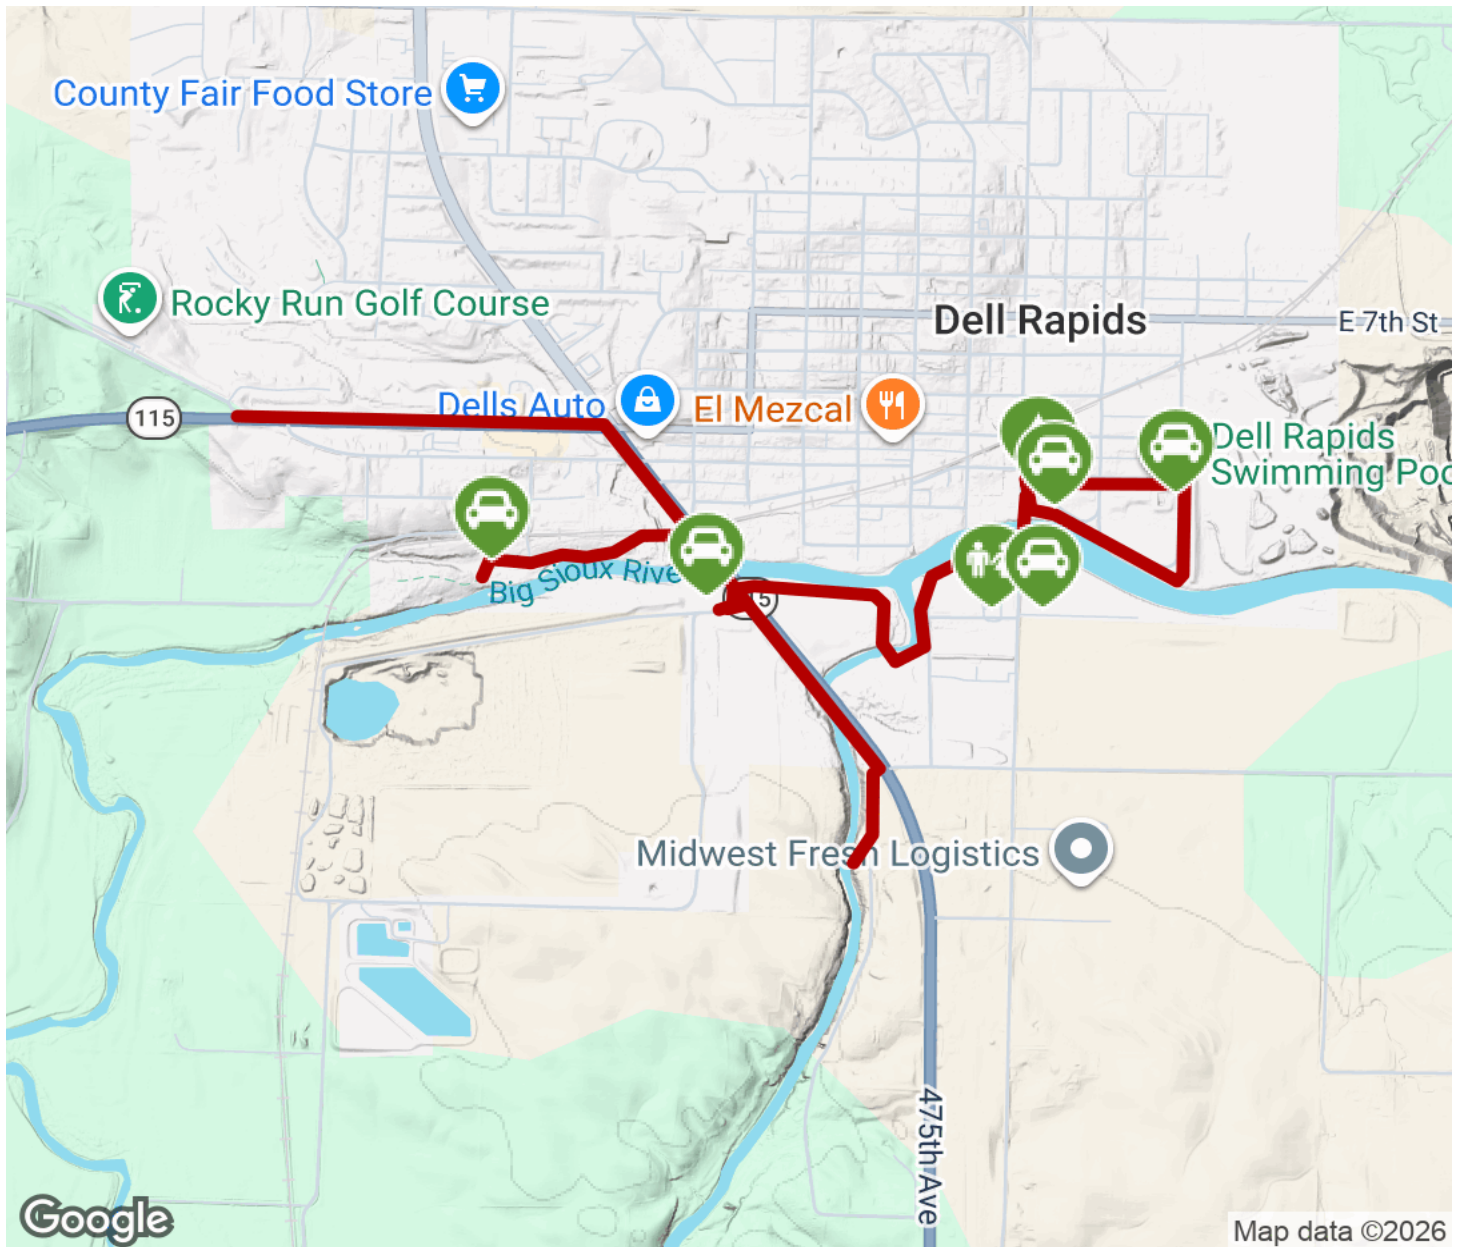 County Fair Food Store
Rocky Run Golf Course
Dell Rapids
E 7th St
115
Dells Auto
El Mezcal
Dell Rapids
Swimming Poo
Big Sioux Rive
Midwest Fresh Logistics
475th Ave
Google
Map data ©2026